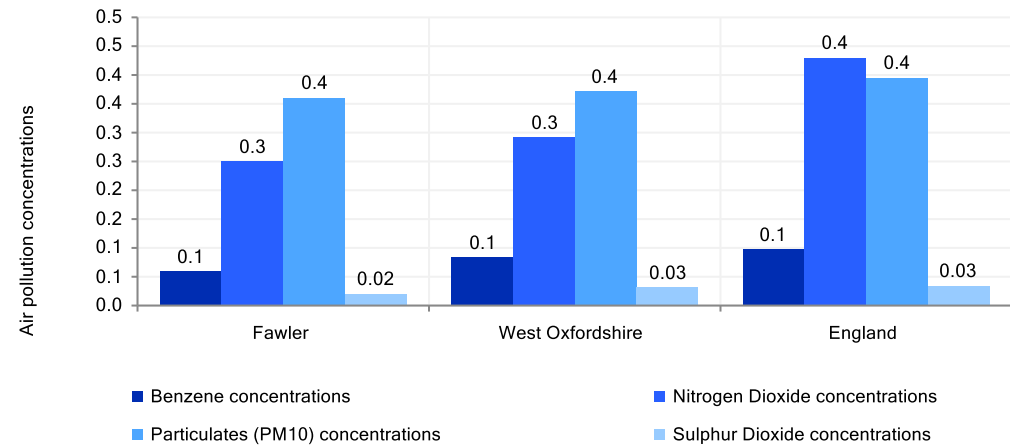 Air pollution concentrations
0.5
0.5
0.4
0.4
0.3
0.3
0.2
0.2
0.1
0.1
0.0
0.1
0.3
0.4
0.02
0.1
0.3
0.4
0.03
0.1
0.4
0.4
0.03
Fawler
West Oxfordshire
England
Benzene concentrations
Nitrogen Dioxide concentrations
Particulates (PM10) concentrations
Sulphur Dioxide concentrations